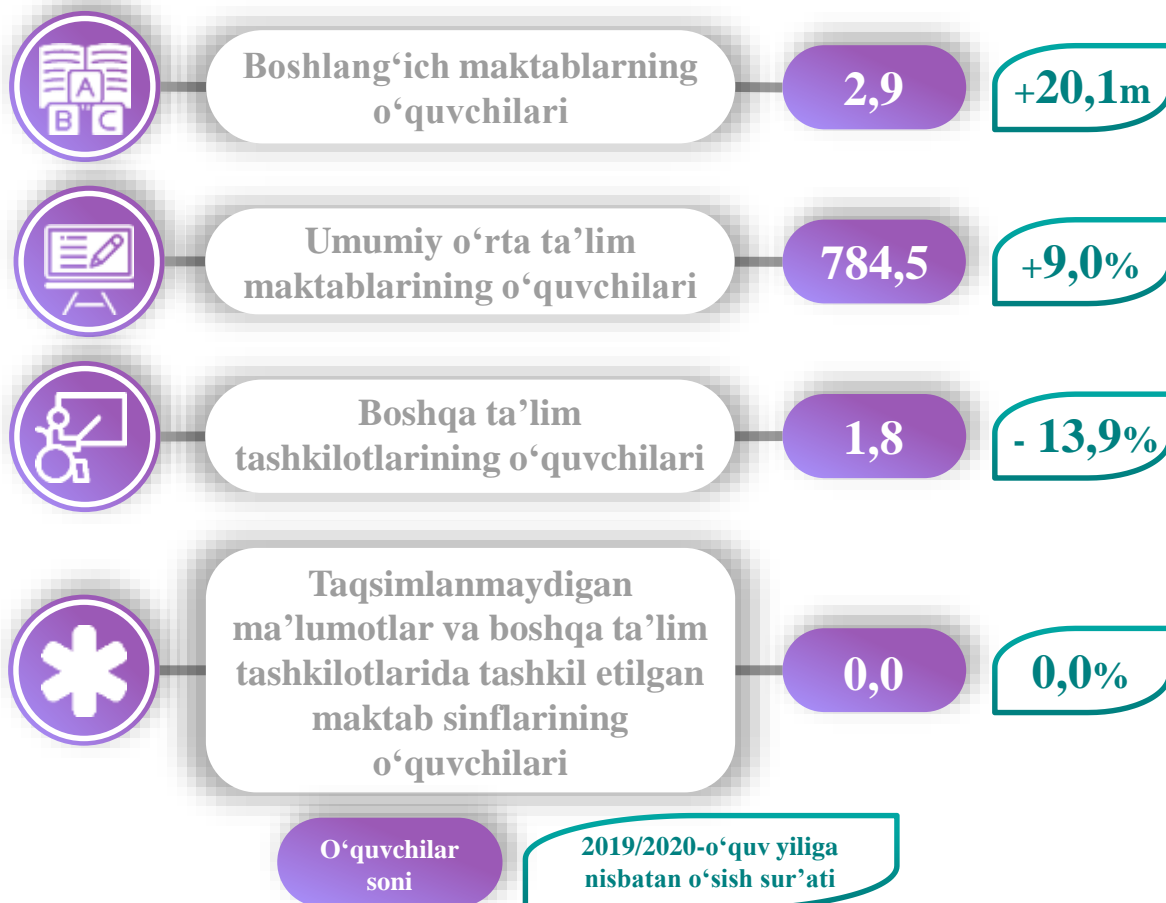 A
B C
Boshlang‘ich maktablarning
o‘quvchilari
2,9
+20,1m
Umumiy o‘rta ta’lim
maktablarining o‘quvchilari
784,5
+9,0%
Boshqa ta’lim
tashkilotlarining o‘quvchilari
1,8
- 13,9%
Taqsimlanmaydigan
ma’lumotlar va boshqa ta’lim
tashkilotlarida tashkil etilgan
maktab sinflarining
o‘quvchilari
0,0
0,0%
O‘quvchilar
soni
2019/2020-o‘quv yiliga
nisbatan o‘sish sur’ati